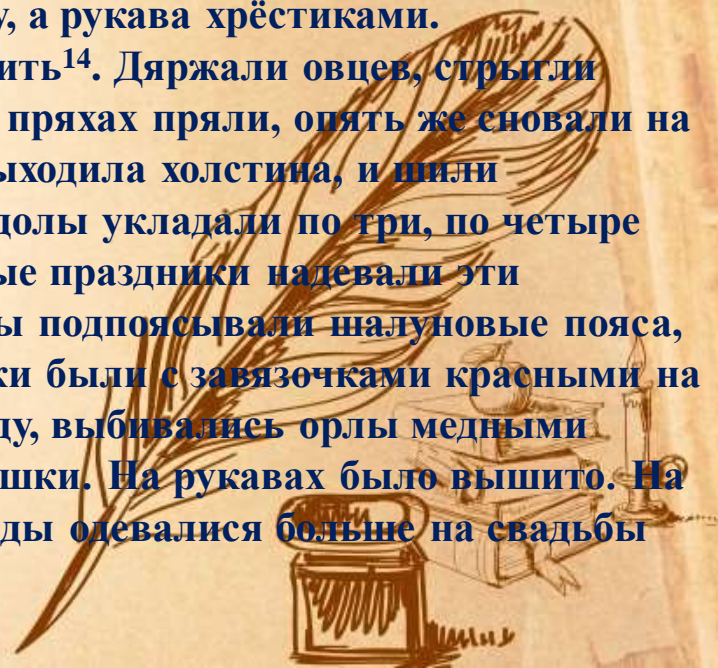 у, а рукава хрёстиками.
ить¹⁴. Дяржали овцев, стрыгли
пряхах пряли, опять же сновали на
ыходила холстина, и шили
долы укладали по три, по четыре
ые праздники надевали эти
ы подпоясывали шалуновые пояса,
ки были с завязочками красными на
ду, выбивались орлы медными
шки. На рукавах было вышито. На
ды одевалися больше на свадьбы